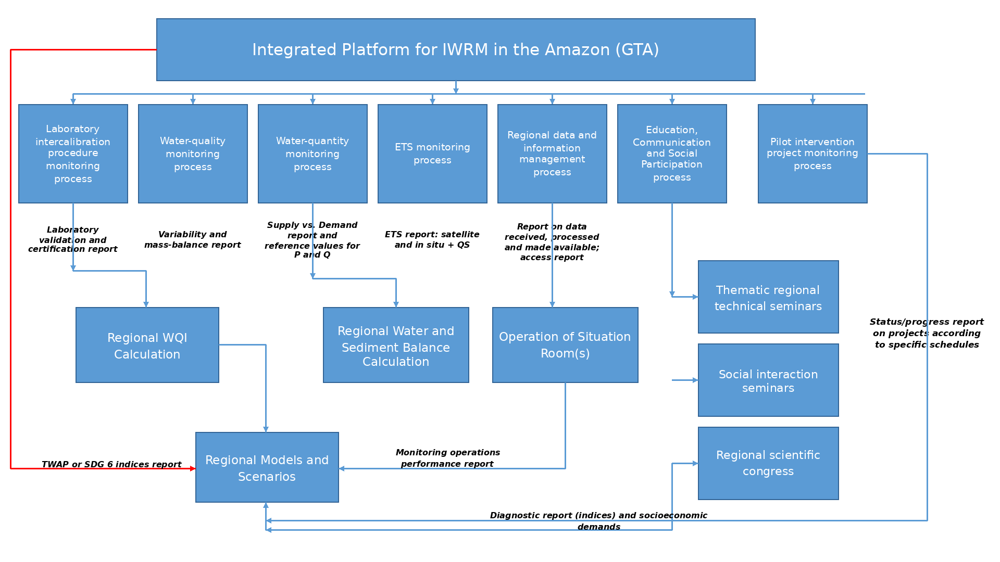 Integrated Platform for IWRM in the Amazon (GTA)
Laboratory
intercalibration
procedure
monitoring
process
Water-quality
monitoring
process
Water-quantity
monitoring
process
ETS monitoring
process
Regional data and
information
management
process
Education,
Communication
and Social
Participation
process
Pilot intervention
project monitoring
process
Laboratory
validation and
certification report
Variability and
mass-balance report
Supply vs. Demand
report and
reference values for
P and Q
ETS report: satellite
and in situ + QS
Report on data
received, processed
and made available;
access report
Thematic regional
technical seminars
Status/progress report
on projects according
to specific schedules
Regional WQI
Calculation
Regional Water and
Sediment Balance
Calculation
Operation of Situation
Room(s)
Social interaction
seminars
TWAP or SDG 6 indices report
Regional Models and
Scenarios
Monitoring operations
performance report
Regional scientific
congress
Diagnostic report (indices) and socioeconomic
demands